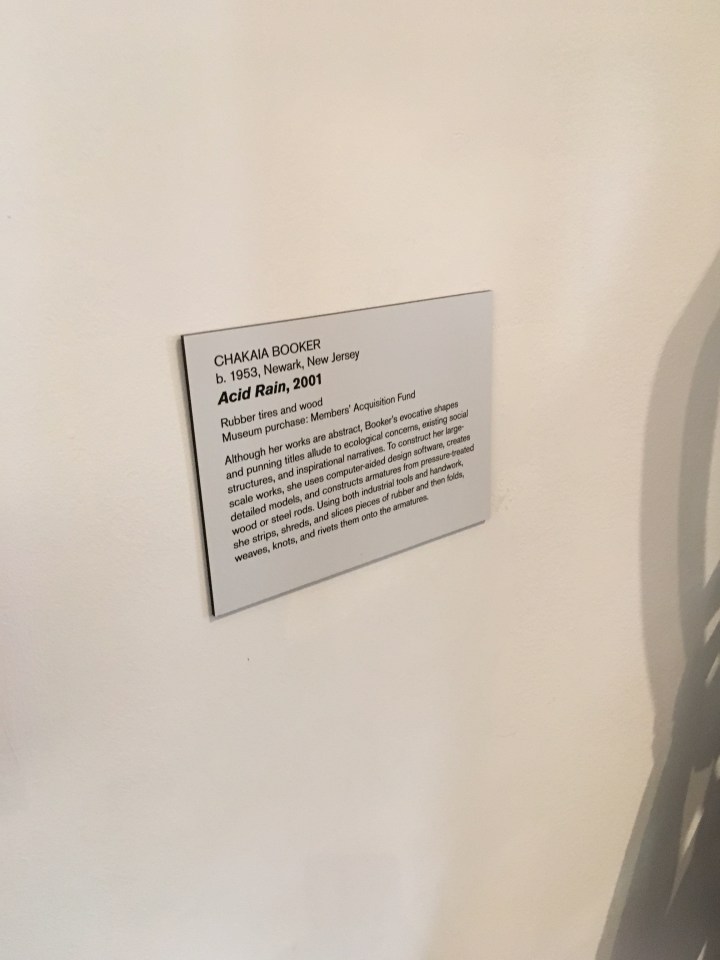 CHAKAIA BOOKER
b. 1953, Newark, New Jersey
Acid Rain, 2001
Rubber tires and wood
Museum purchase: Members' Acquisition Fund
Although her works are abstract, Booker's evocative shapes
and punning titles allude to ecological concerns, existing social
structures, and inspirational narratives. To construct her large-
scale works, she uses computer-aided design software, creates
detailed models, and constructs armatures from pressure-treated
wood or steel rods. Using both industrial tools and handwork,
she strips, shreds, and slices pieces of rubber and then folds,
weaves, knots, and rivets them onto the armatures.